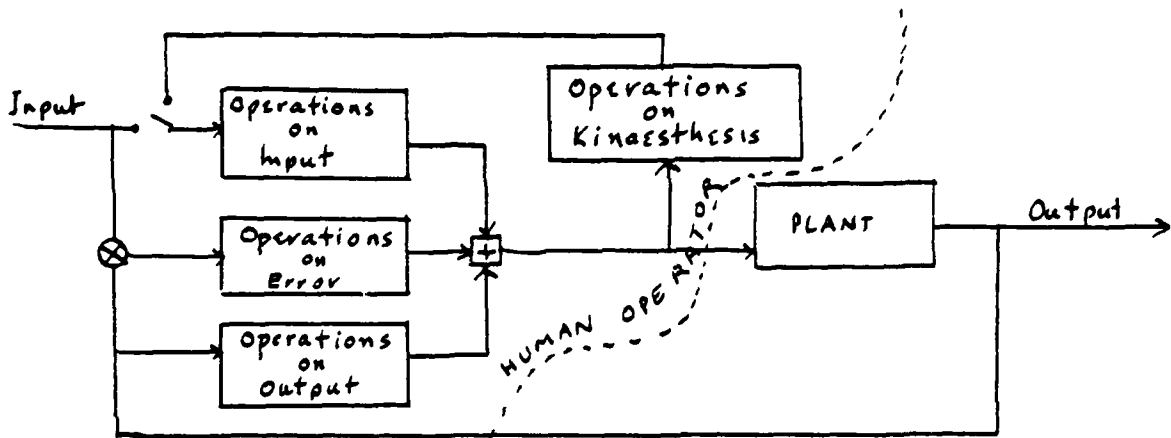 Input
Operations
on
Input
Operations
on
Kinaesthesis
Operations
on
Error
+
PLANT
Output
HUMAN OPERATOR
Operations
on
Output